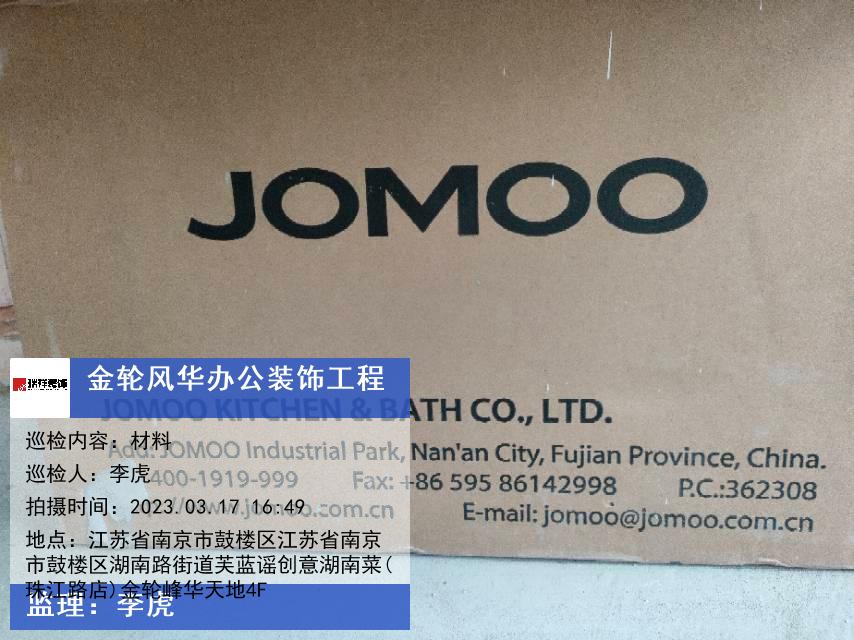 JOMOO
JOMOO KITCHEN & BATH CO., LTD.
Add: JOMOO Industrial Park, Nan'an City, Fujian Province, China.
400-1919-999 Fax: +86 595 86142998 P.C.:362308
www.jomoo.com.cn E-mail: jomoo@jomoo.com.cn
金轮风华办公装饰工程
巡检内容：材料
巡检人：李虎
拍摄时间：2023.03.17 16:49
地点：江苏省南京市鼓楼区江苏省南京
市鼓楼区湖南路街道芙蓝谣创意湖南菜(
珠江路店)金轮峰华天地4F
监理：李虎